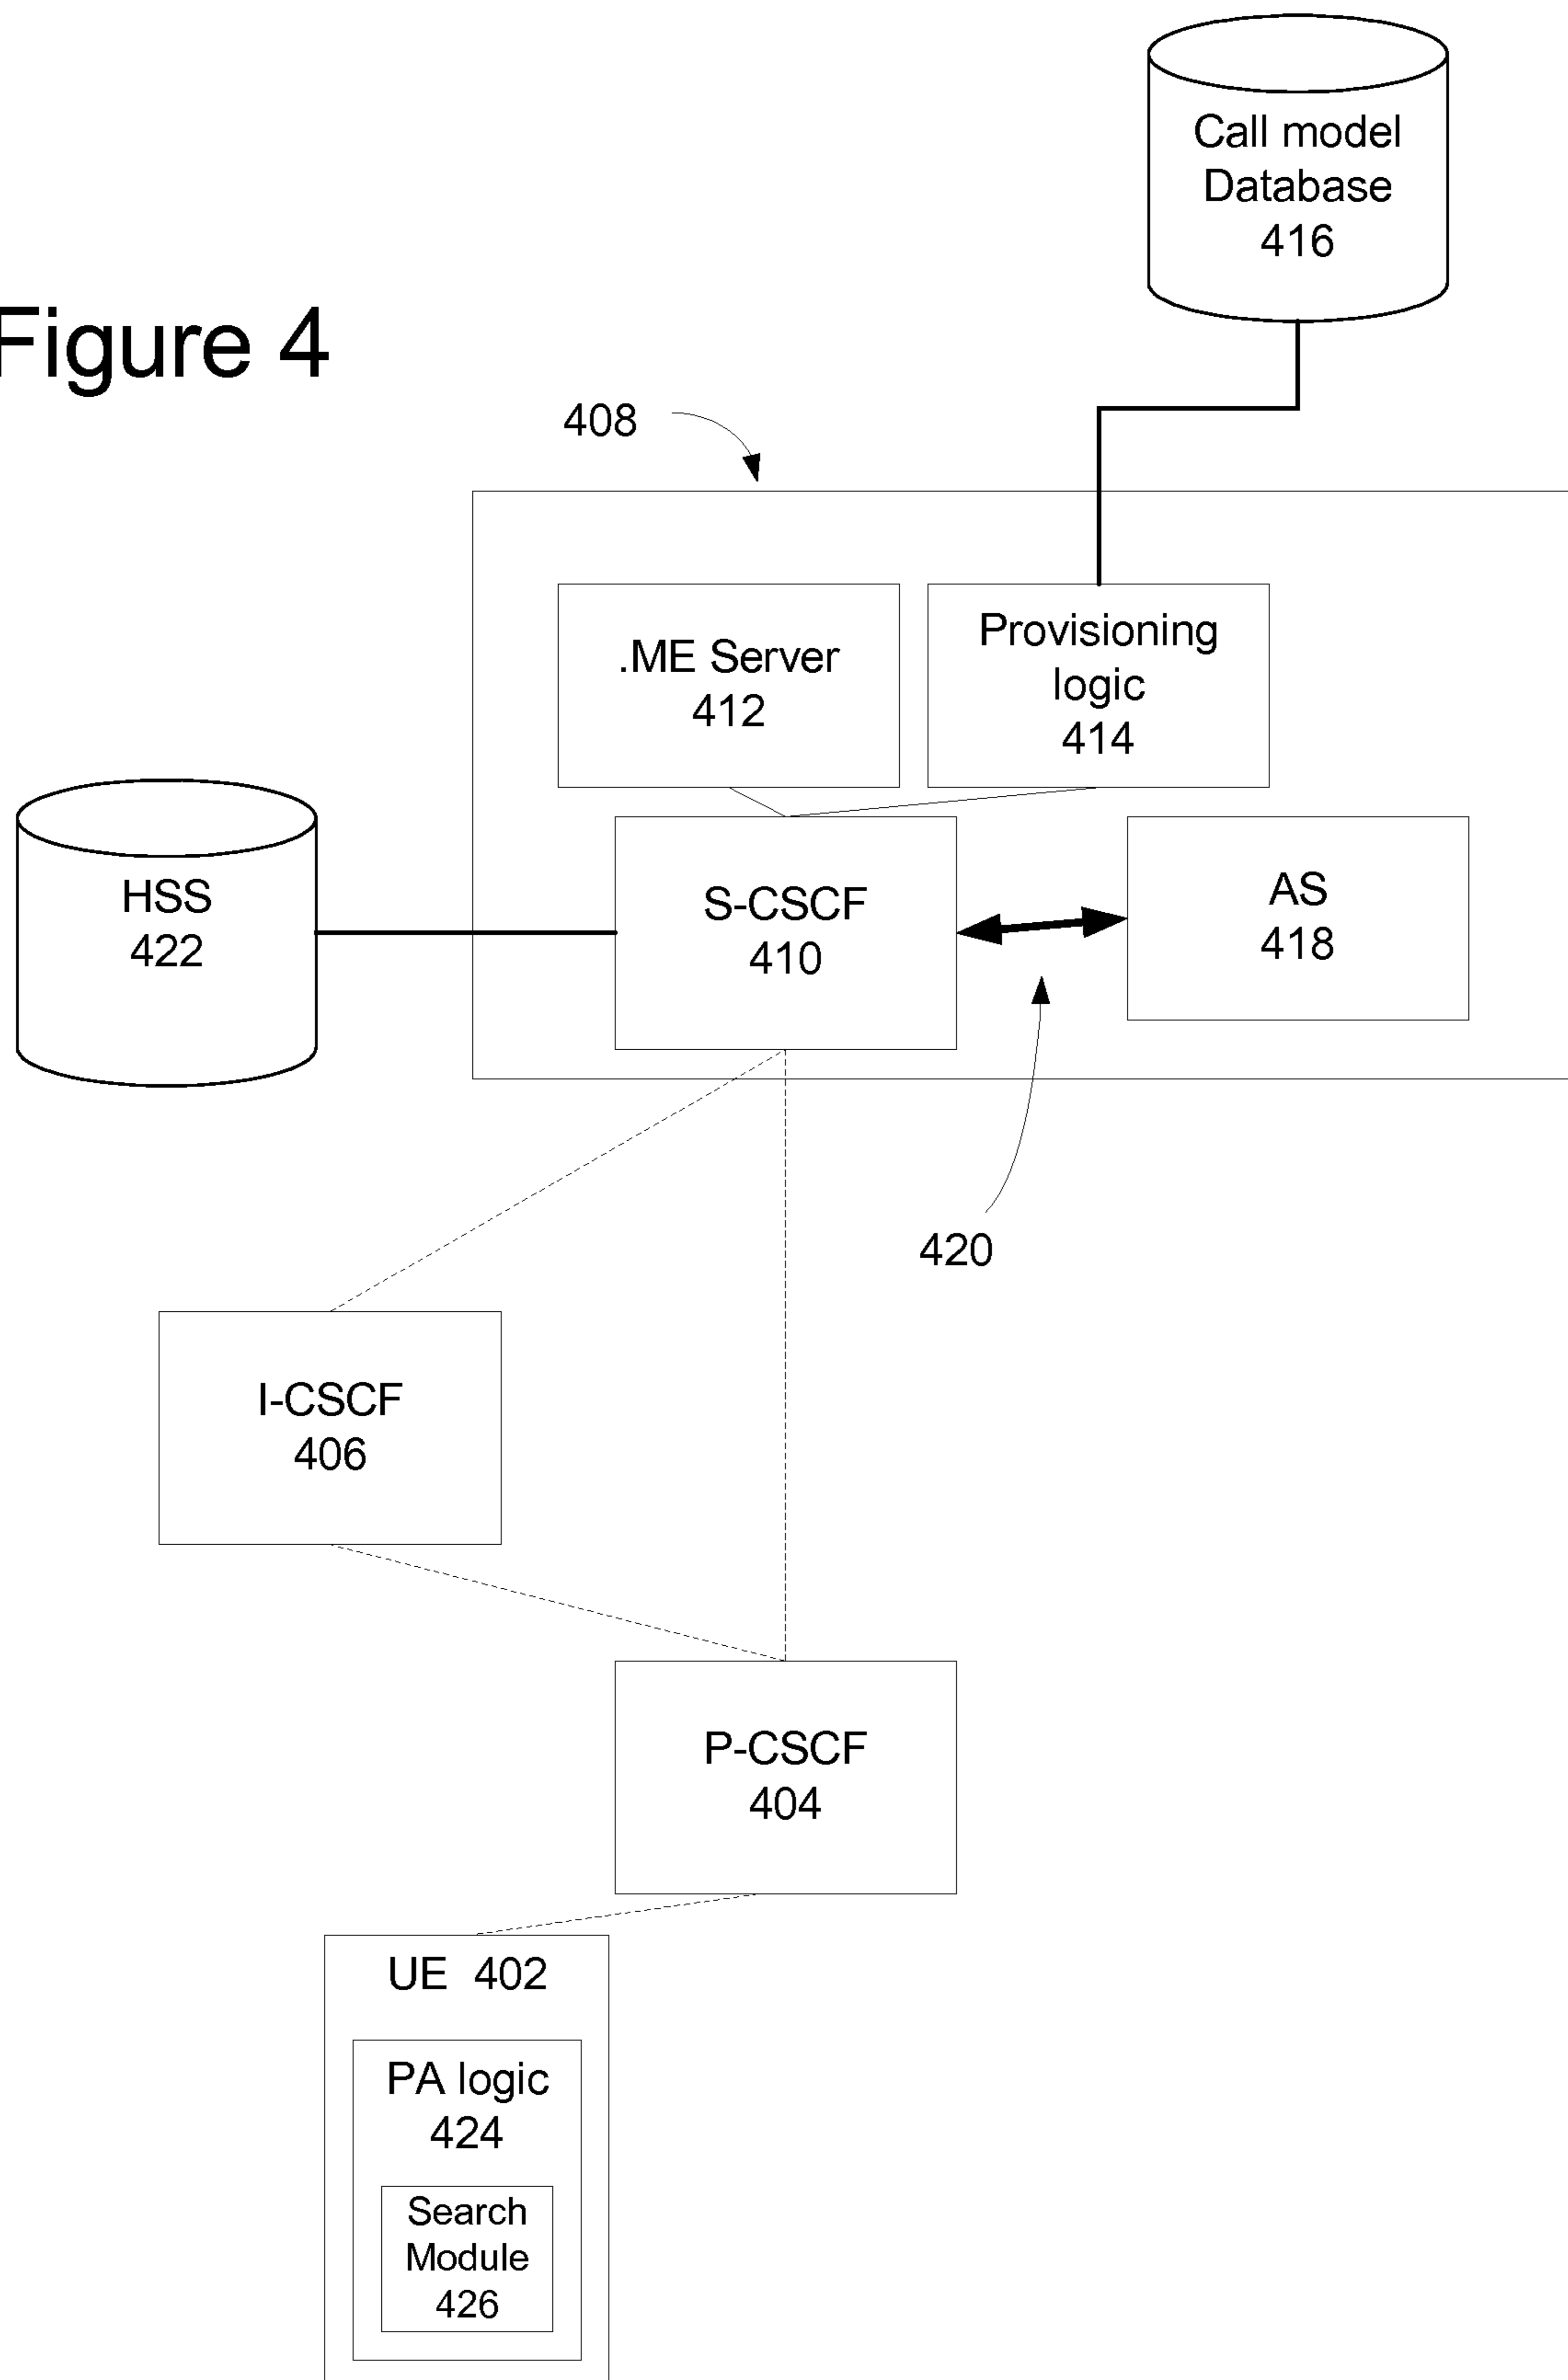 Call model
Database
416
Figure 4
408
.ME Server
412
Provisioning
logic
414
HSS
422
S-CSCF
410
AS
418
420
I-CSCF
406
P-CSCF
404
UE 402
PA logic
424
Search
Module
426